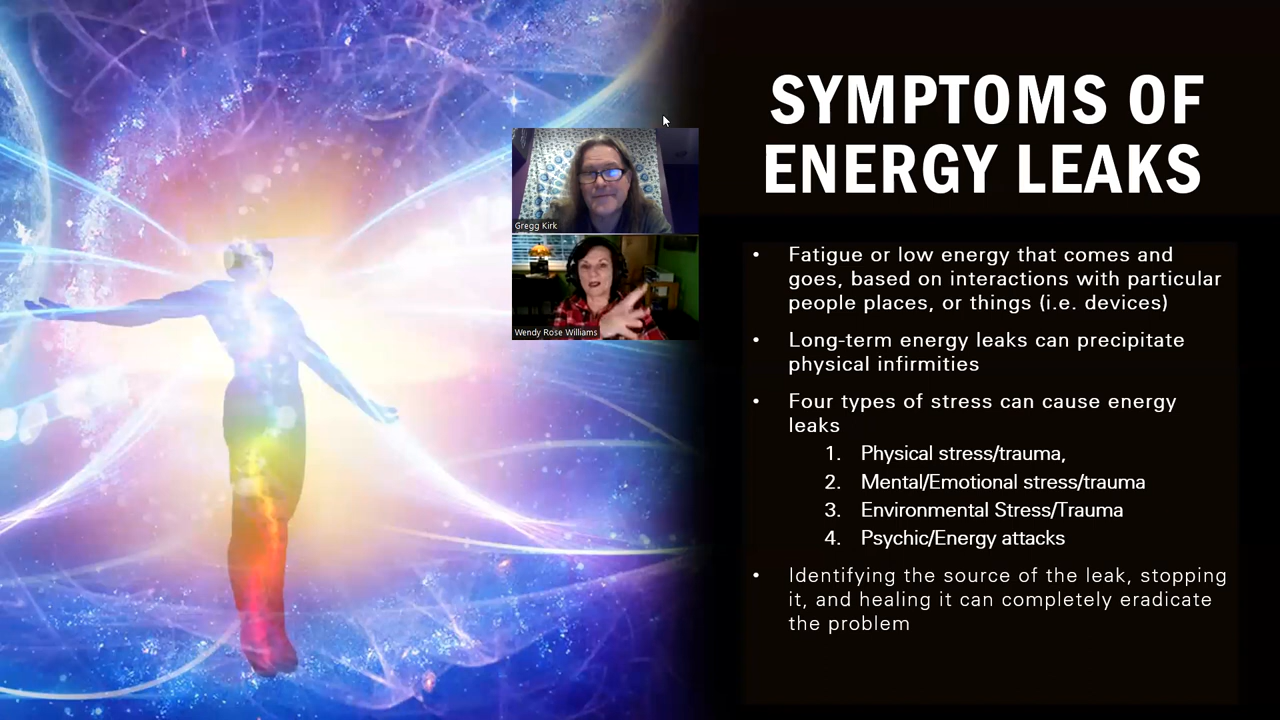 SYMPTOMS OF
ENERGY LEAKS
Gregg Kirk
Wendy Rose Williams
• Fatigue or low energy that comes and
goes, based on interactions with particular
people places, or things (i.e. devices)
• Long-term energy leaks can precipitate
physical infirmities
• Four types of stress can cause energy
leaks
1. Physical stress/trauma,
2. Mental/Emotional stress/trauma
3. Environmental Stress/Trauma
4. Psychic/Energy attacks
• Identifying the source of the leak, stopping
it, and healing it can completely eradicate
the problem